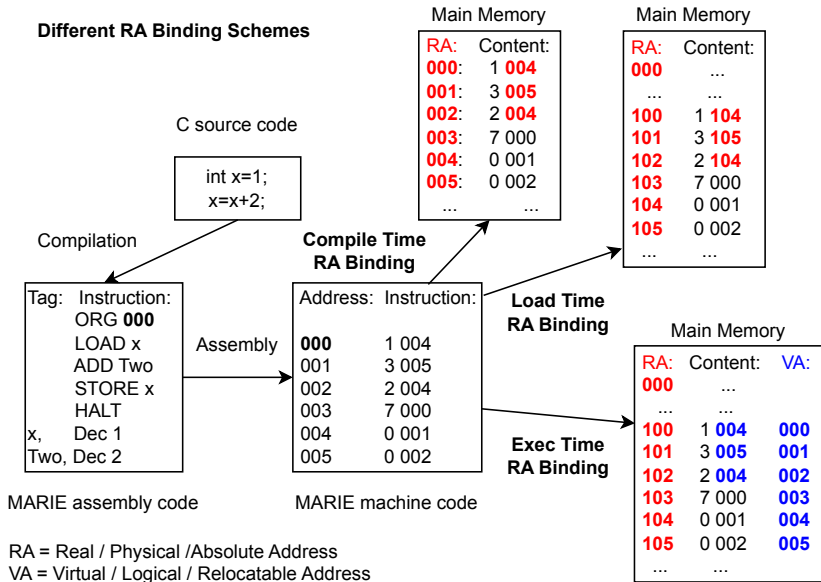 Different RA Binding Schemes
C source code
int x=1;
x=x+2;
Compilation
Tag: Instruction:
ORG 000
LOAD x
ADD Two
STORE x
HALT
x, Dec 1
Two, Dec 2
MARIE assembly code
Assembly
Address: Instruction:
000 1 004
001 3 005
002 2 004
003 7 000
004 0 001
005 0 002
MARIE machine code
Compile Time
RA Binding
Main Memory
RA: Content:
000: 1 004
001: 3 005
002: 2 004
003: 7 000
004: 0 001
005: 0 002
... ...
Load Time
RA Binding
Main Memory
RA: Content:
000 ...
... ...
100 1 104
101 3 105
102 2 104
103 7 000
104 0 001
105 0 002
... ...
Exec Time
RA Binding
Main Memory
RA: Content: VA:
000 ...
... ...
100 1 004 000
101 3 005 001
102 2 004 002
103 7 000 003
104 0 001 004
105 0 002 005
... ...
RA = Real / Physical /Absolute Address
VA = Virtual / Logical / Relocatable Address